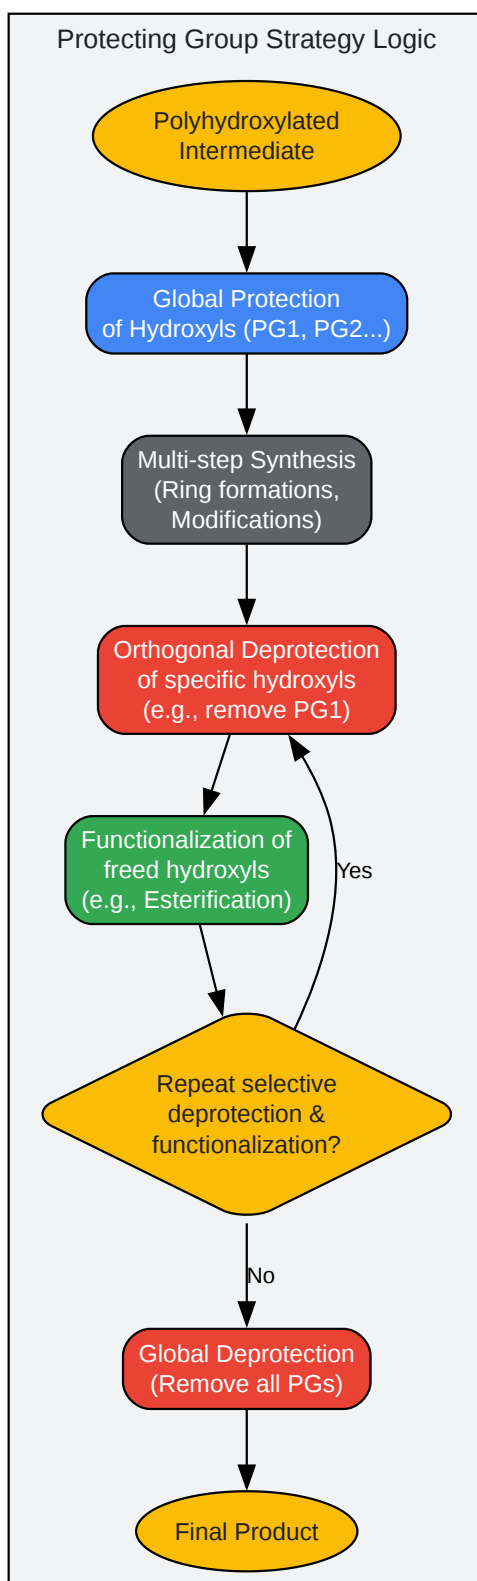 Protecting Group Strategy Logic
Polyhydroxylated
Intermediate
Global Protection
of Hydroxyls (PG1, PG2...)
Multi-step Synthesis
(Ring formations,
Modifications)
Orthogonal Deprotection
of specific hydroxyls
(e.g., remove PG1)
Functionalization of
freed hydroxyls
(e.g., Esterification)
Yes
Repeat selective
deprotection &
functionalization?
No
Global Deprotection
(Remove all PGs)
Final Product